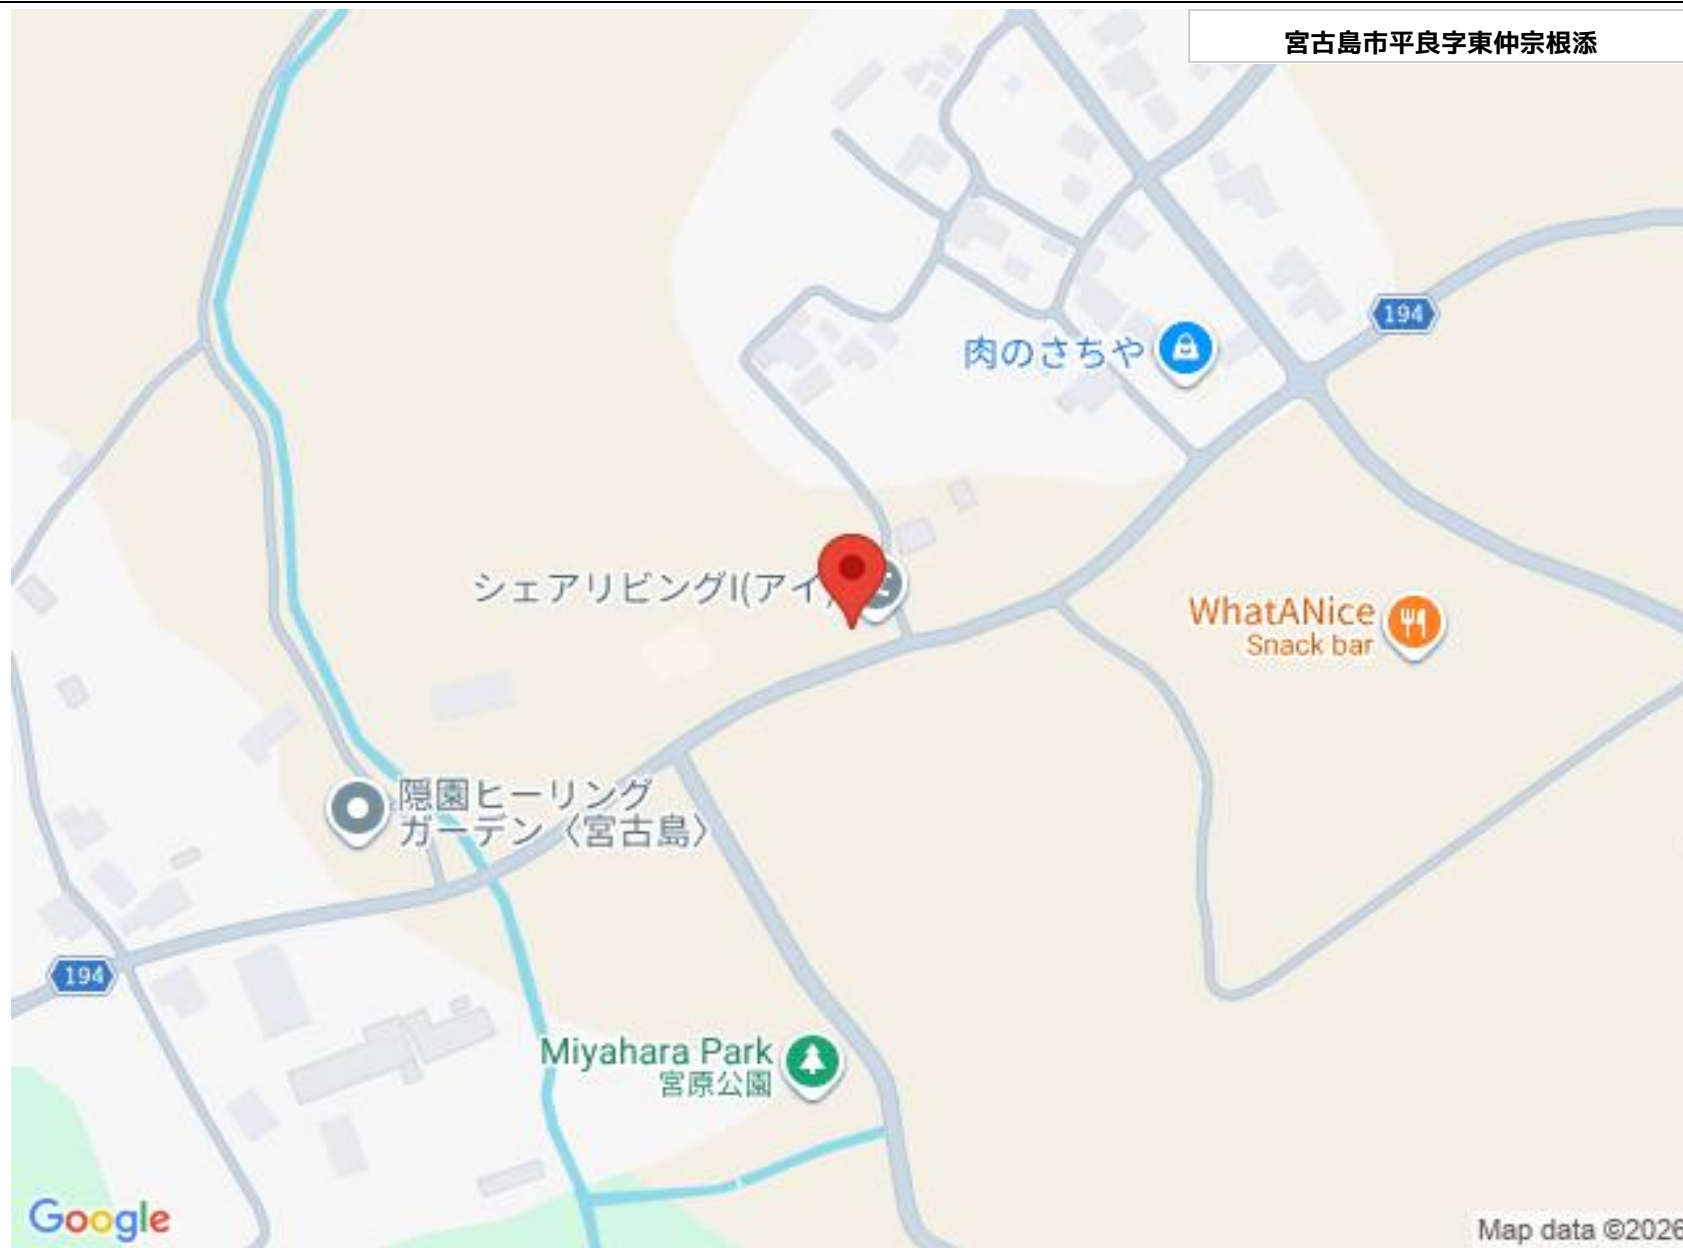 宮古島市平良字東仲宗根添
194
肉のさちや
シェアリビングI(アイ)
WhatANice
Snack bar
隠園ヒーリング
ガーデン〈宮古島〉
194
Miyahara Park
宮原公園
Google
Map data ©2026